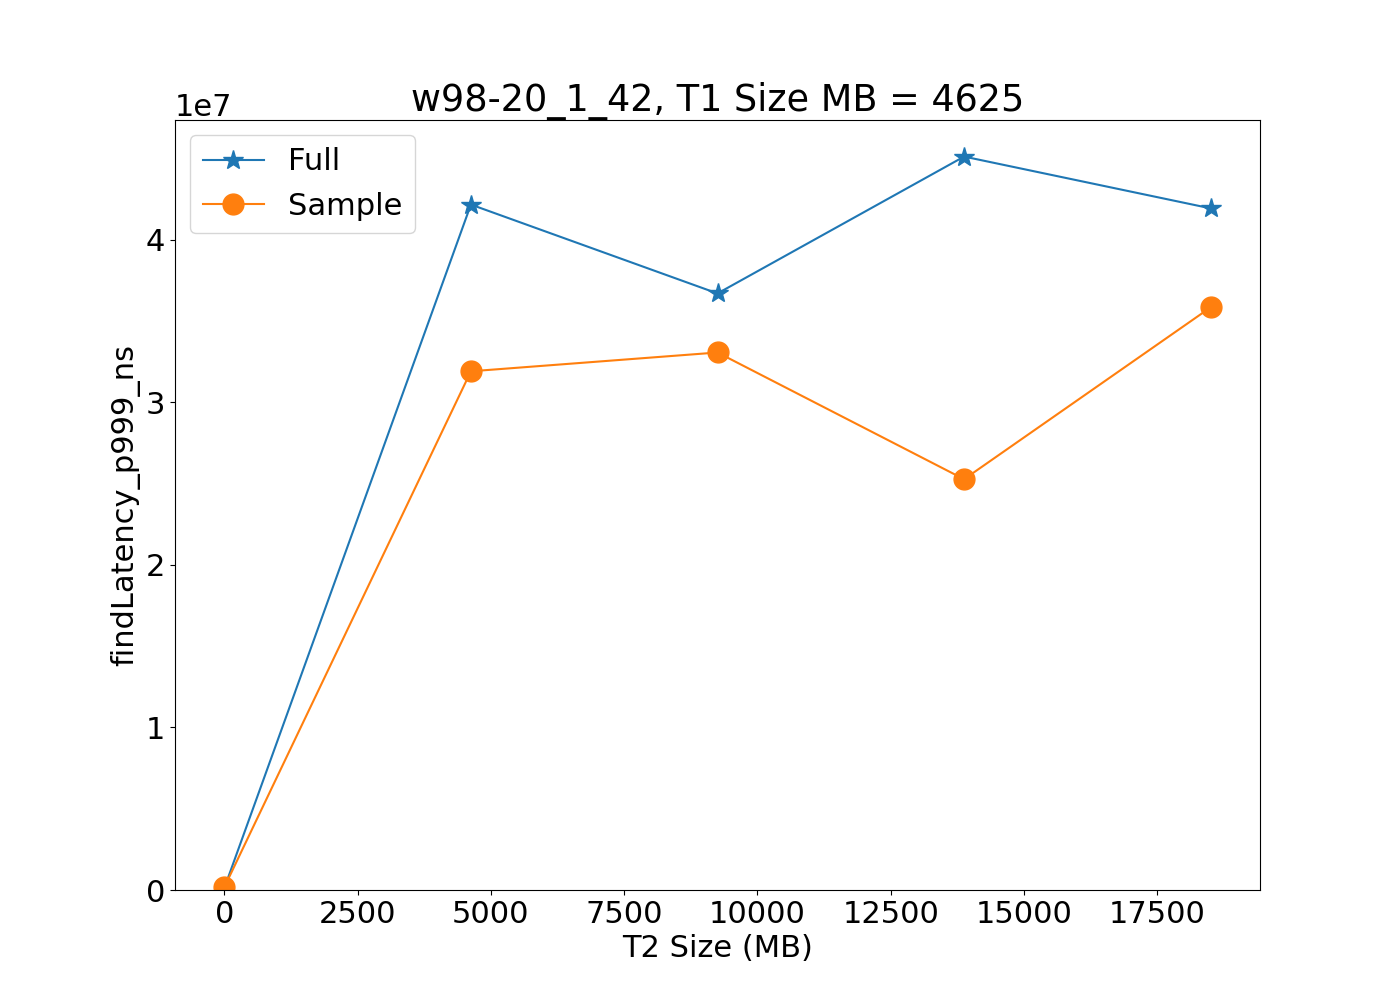 w98-20_1_42, T1 Size MB = 4625
1e7
Full
Sample
4
3
2
1
0
findLatency_p999_ns
0 2500 5000 7500 10000 12500 15000 17500
T2 Size (MB)